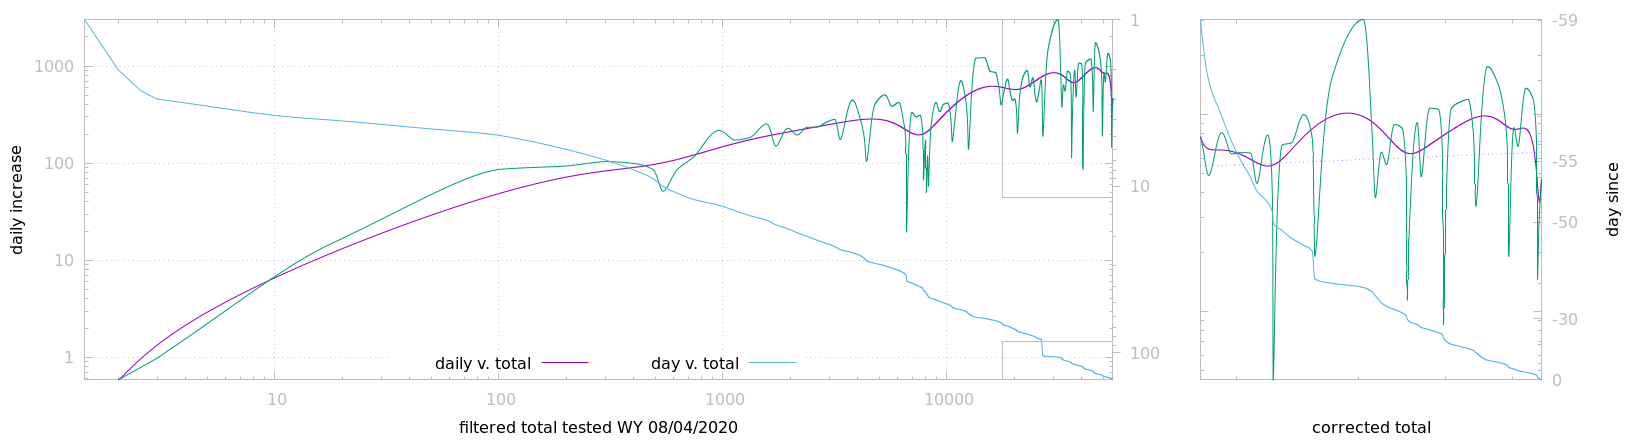 1000
100
10
1
daily increase
10
100
1000
10000
filtered total tested WY 08/04/2020
daily v. total
day v. total
1
10
100
-59
-55
-50
-30
0
day since
corrected total